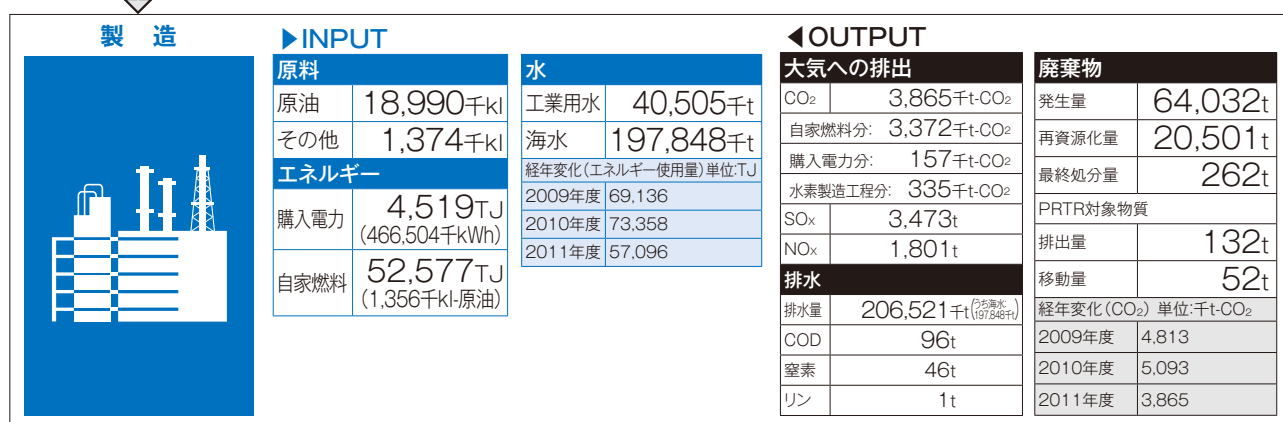 製 造
▶INPUT
原料
原油 18,990千kl
その他 1,374千kl
エネルギー
購入電力 4,519TJ
(466,504千kWh)
自家燃料 52,577TJ
(1,356千kl-原油)
水
工業用水 40,505千t
海水 197,848千t
経年変化(エネルギー使用量)単位:TJ
2009年度 69,136
2010年度 73,358
2011年度 57,096
◀OUTPUT
大気への排出
CO₂ 3,865千t-CO₂
自家燃料分: 3,372千t-CO₂
購入電力分: 157千t-CO₂
水素製造工程分: 335千t-CO₂
SOx 3,473t
NOx 1,801t
排水
排水量 206,521千t(うち海水 197,848千t)
COD 96t
窒素 46t
リン 1t
廃棄物
発生量 64,032t
再資源化量 20,501t
最終処分量 262t
PRTR対象物質
排出量 132t
移動量 52t
経年変化(CO₂) 単位:千t-CO₂
2009年度 4,813
2010年度 5,093
2011年度 3,865